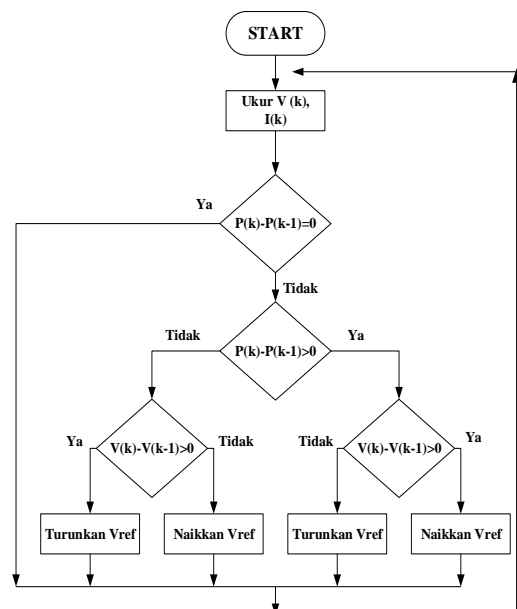 START
Ukur V (k),
I(k)
Ya
P(k)-P(k-1)=0
Tidak
Tidak
P(k)-P(k-1)>0
Ya
Ya
V(k)-V(k-1)>0
Tidak
Tidak
V(k)-V(k-1)>0
Ya
Turunkan Vref
Naikkan Vref
Turunkan Vref
Naikkan Vref